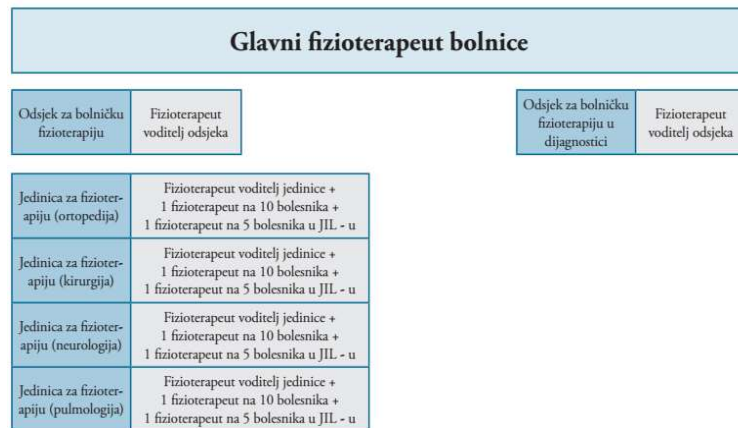 Glavni fizioterapeut bolnice
Odsjek za bolničku
fizioterapiju
Fizioterapeut
voditelj odsjeka
Odsjek za bolničku
fizioterapiju u
dijagnostici
Fizioterapeut
voditelj odsjeka
Jedinica za fizioter-
apiju (ortopedija)
Fizioterapeut voditelj jedinice +
1 fizioterapeut na 10 bolesnika +
1 fizioterapeut na 5 bolesnika u JIL - u
Jedinica za fizioter-
apiju (kirurgija)
Fizioterapeut voditelj jedinice +
1 fizioterapeut na 10 bolesnika +
1 fizioterapeut na 5 bolesnika u JIL - u
Jedinica za fizioter-
apiju (neurologija)
Fizioterapeut voditelj jedinice +
1 fizioterapeut na 10 bolesnika +
1 fizioterapeut na 5 bolesnika u JIL - u
Jedinica za fizioter-
apiju (pulmologija)
Fizioterapeut voditelj jedinice +
1 fizioterapeut na 10 bolesnika +
1 fizioterapeut na 5 bolesnika u JIL - u